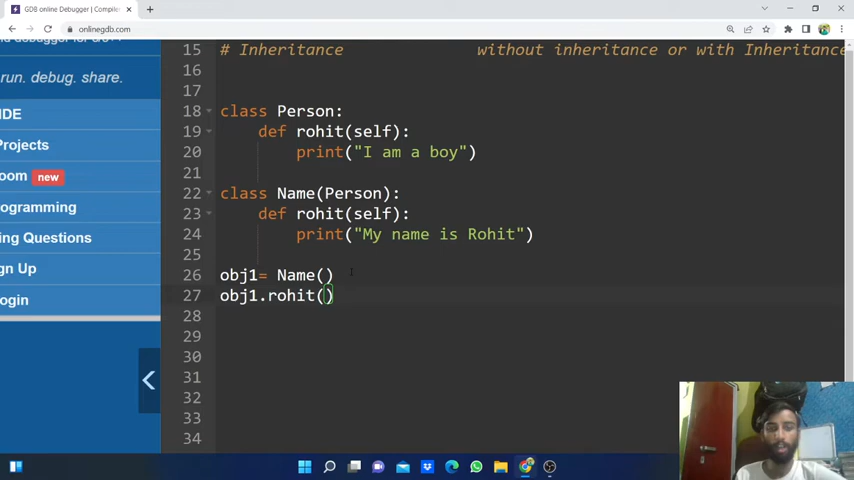 GDB online Debugger | Compiler
onlinegdb.com
run. debug. share.
IDE
Projects
oom new
ogramming
ing Questions
gn Up
ogin
15 # Inheritance without inheritance or with Inheritance
16
17
18 class Person:
19 def rohit(self):
20 print("I am a boy")
21
22 class Name(Person):
23 def rohit(self):
24 print("My name is Rohit")
25
26 obj1= Name()
27 obj1.rohit()
28
29
30
31
32
33
34